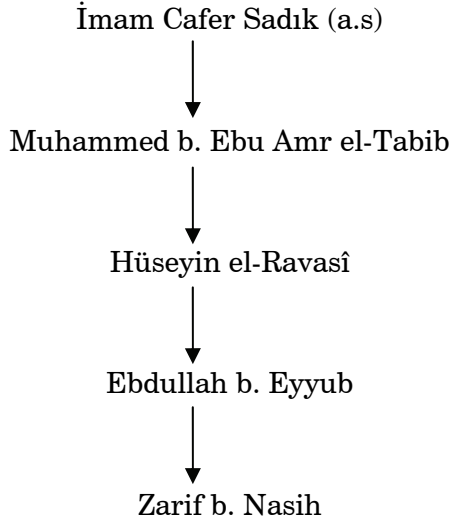 İmam Cafer Sadık (a.s)
Muhammed b. Ebu Amr el-Tabib
Hüseyin el-Ravasî
Ebdullah b. Eyyub
Zarif b. Nasih